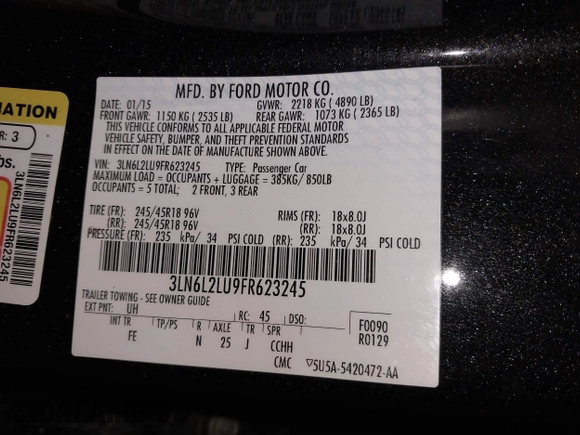 MFD. BY FORD MOTOR CO.
DATE: 01/15 GVWR: 2218 KG ( 4890 LB)
FRONT GAWR: 1150 KG ( 2535 LB) REAR GAWR: 1073 KG ( 2365 LB)
THIS VEHICLE CONFORMS TO ALL APPLICABLE FEDERAL MOTOR
VEHICLE SAFETY, BUMPER, AND THEFT PREVENTION STANDARDS
IN EFFECT ON THE DATE OF MANUFACTURE SHOWN ABOVE.
VIN: 3LN6L2LU9FR623245 TYPE: Passenger Car
MAXIMUM LOAD = OCCUPANTS + LUGGAGE = 385KG/ 850LB
OCCUPANTS = 5 TOTAL; 2 FRONT, 3 REAR
TIRE (FR): 245/45R18 96V RIMS (FR): 18x8.0J
(RR): 245/45R18 96V (RR): 18x8.0J
PRESSURE (FR): 235 kPa/ 34 PSI COLD (RR): 235 kPa/ 34 PSI COLD
3LN6L2LU9FR623245
TRAILER TOWING - SEE OWNER GUIDE
EXT PNT: UH RC: 45 DSO: F0090
R0129
INT TR TP/PS R AXLE TR SPR
FE N 25 J CCHH
CMC ▽5U5A-5420472-AA
MATION
R: 3
bs.
3LN6L2LU9FR623245